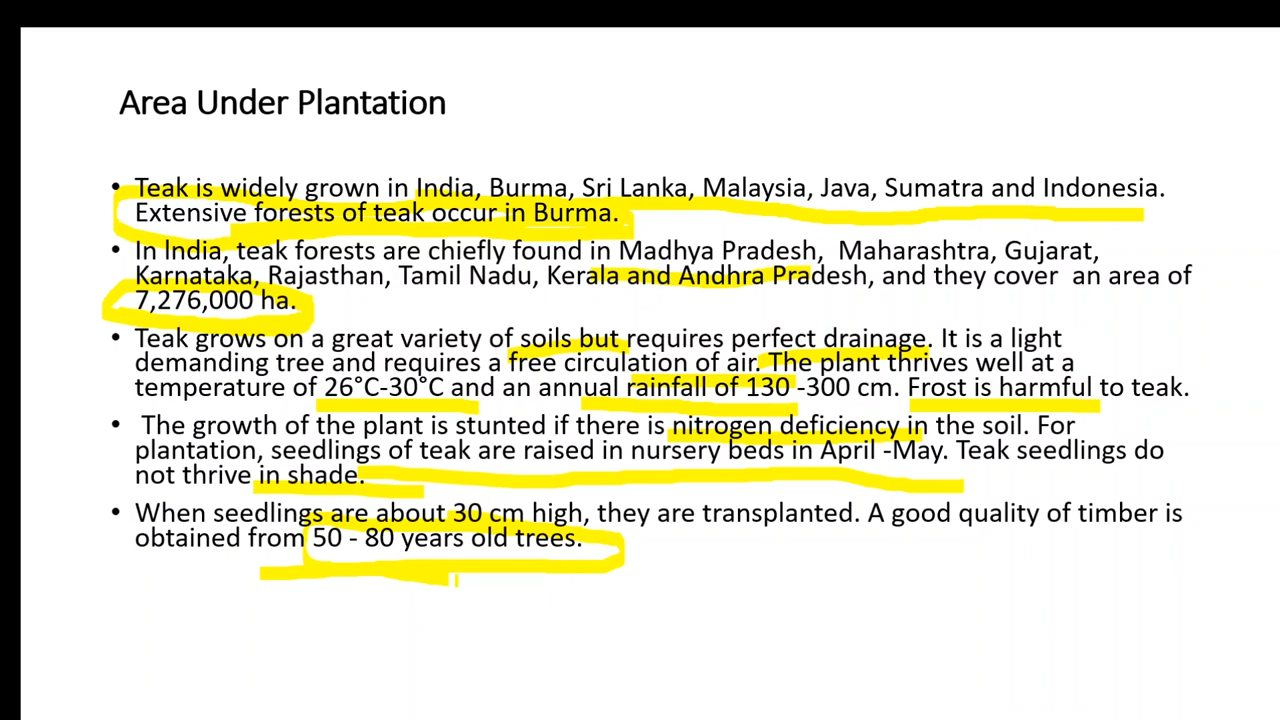 Area Under Plantation
• Teak is widely grown in India, Burma, Sri Lanka, Malaysia, Java, Sumatra and Indonesia.
Extensive forests of teak occur in Burma.
• In India, teak forests are chiefly found in Madhya Pradesh, Maharashtra, Gujarat,
Karnataka, Rajasthan, Tamil Nadu, Kerala and Andhra Pradesh, and they cover an area of
7,276,000 ha.
• Teak grows on a great variety of soils but requires perfect drainage. It is a light
demanding tree and requires a free circulation of air. The plant thrives well at a
temperature of 26°C-30°C and an annual rainfall of 130 -300 cm. Frost is harmful to teak.
• The growth of the plant is stunted if there is nitrogen deficiency in the soil. For
plantation, seedlings of teak are raised in nursery beds in April -May. Teak seedlings do
not thrive in shade.
• When seedlings are about 30 cm high, they are transplanted. A good quality of timber is
obtained from 50 - 80 years old trees.